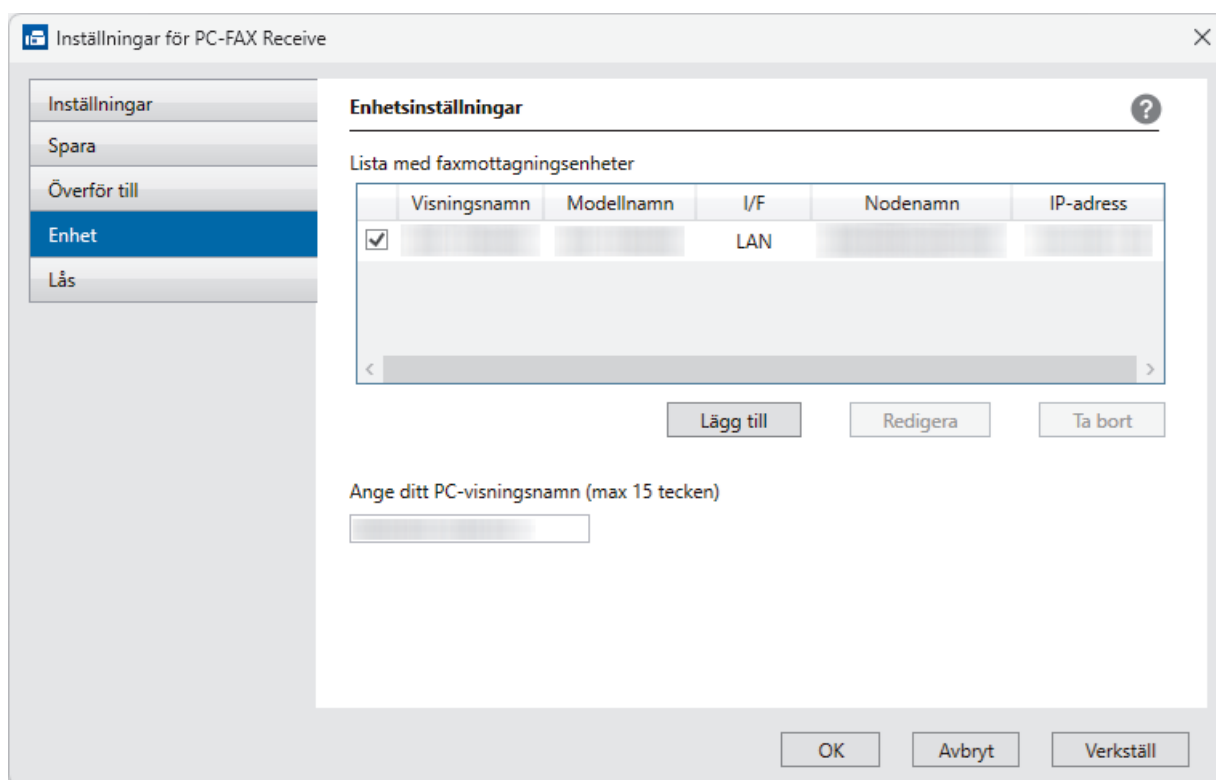 Inställningar för PC-FAX Receive
Inställningar
Spara
Överför till
Enhet
Lås
Enhetsinställningar
?
Lista med faxmottagningsenheter
Visningsnamn Modellnamn I/F Nodenamn IP-adress
LAN
Lägg till Redigera Ta bort
Ange ditt PC-visningsnamn (max 15 tecken)
OK Avbryt Verkställ